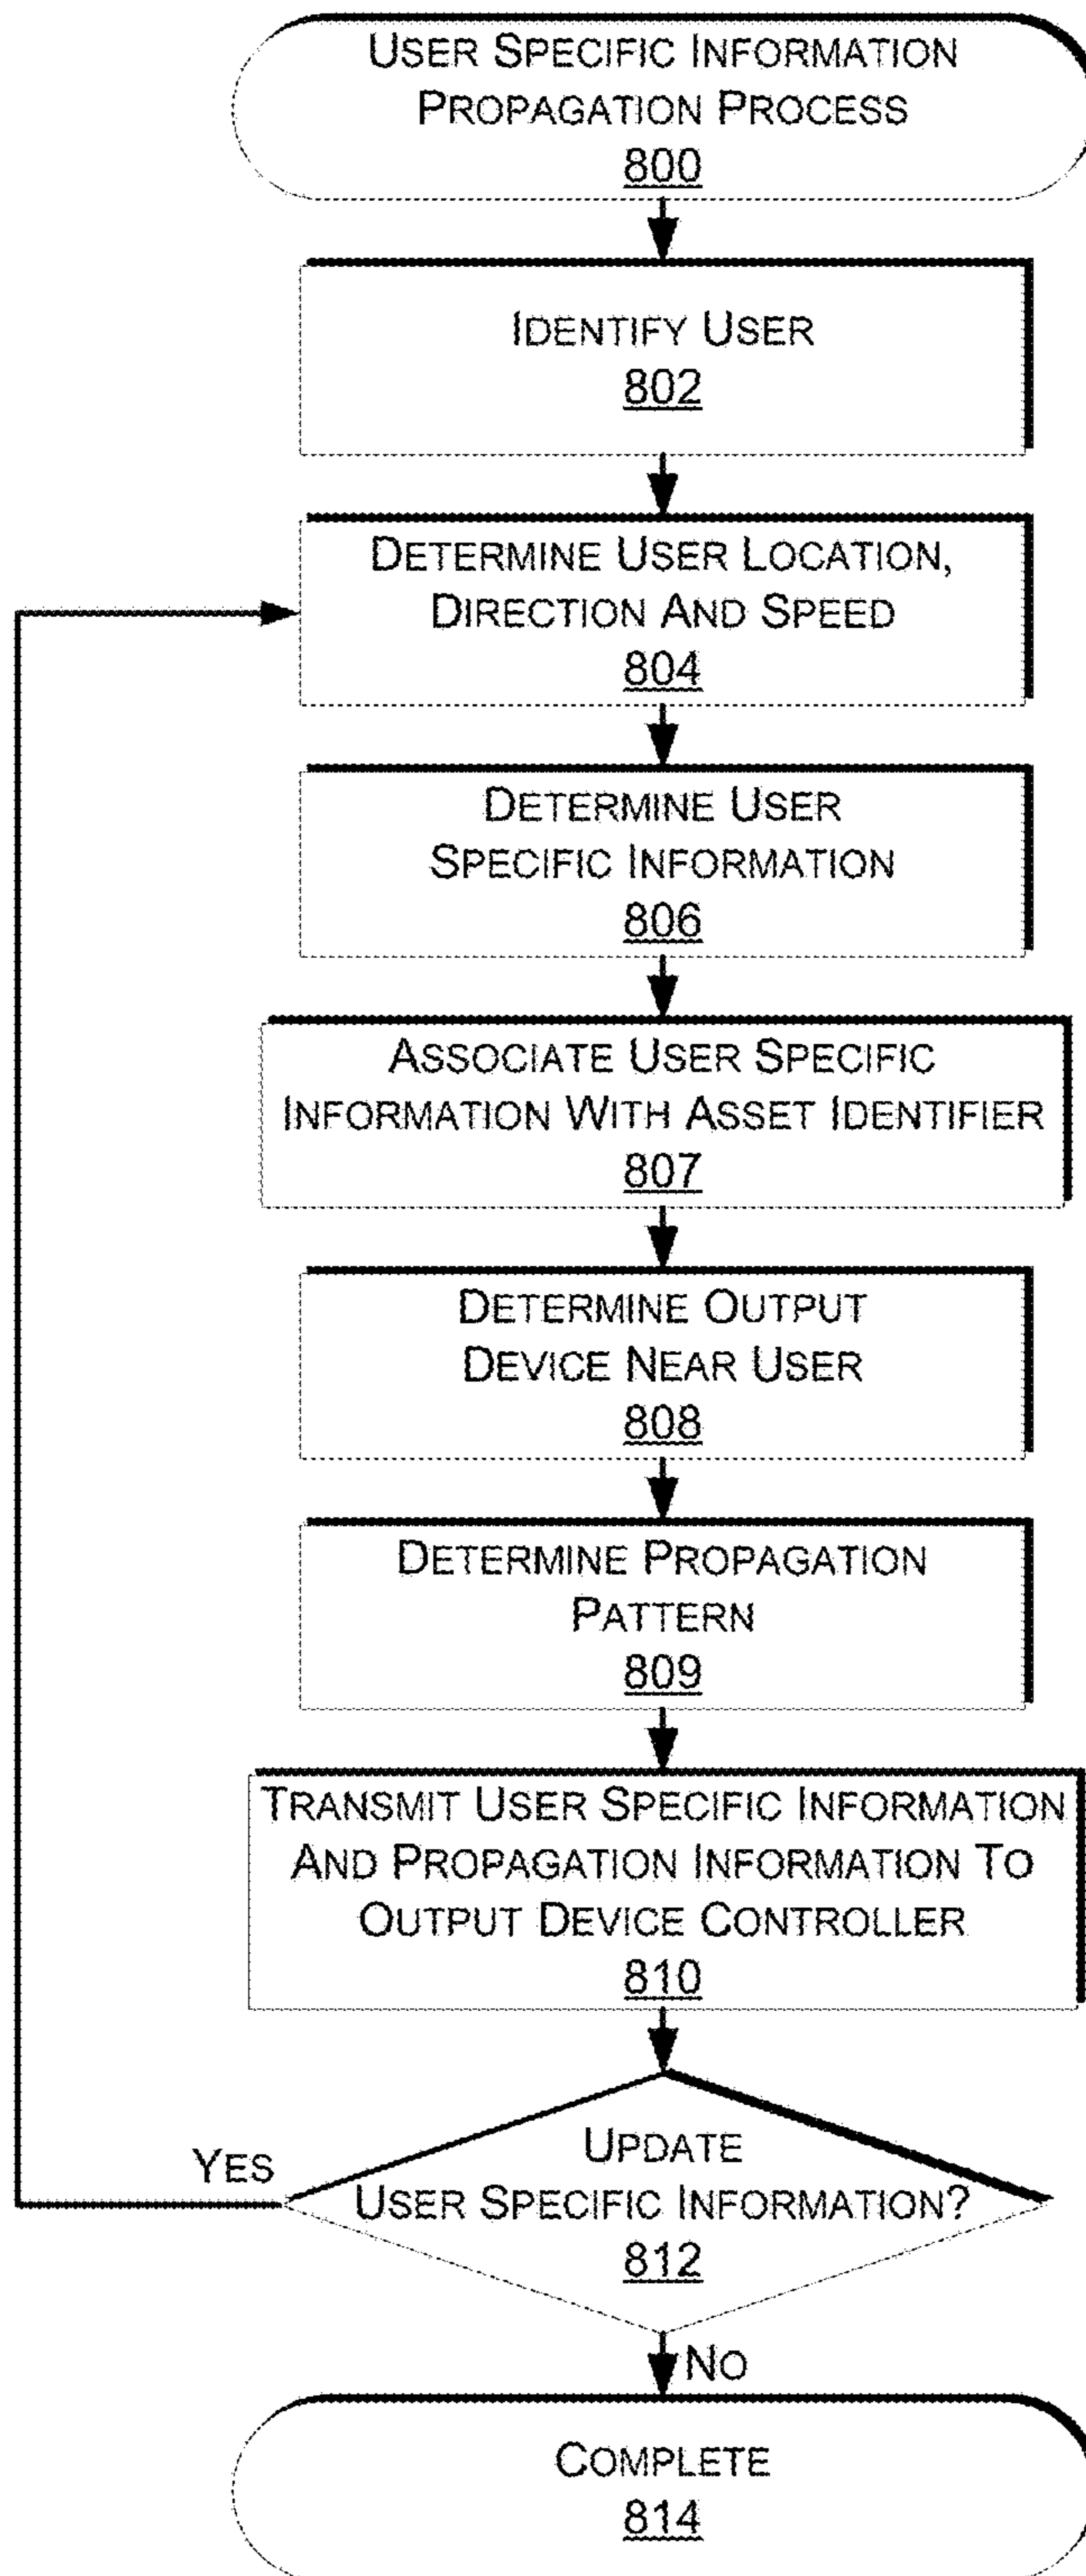 USER SPECIFIC INFORMATION
PROPAGATION PROCESS
800
IDENTIFY USER
802
DETERMINE USER LOCATION,
DIRECTION AND SPEED
804
DETERMINE USER
SPECIFIC INFORMATION
806
ASSOCIATE USER SPECIFIC
INFORMATION WITH ASSET IDENTIFIER
807
DETERMINE OUTPUT
DEVICE NEAR USER
808
DETERMINE PROPAGATION
PATTERN
809
TRANSMIT USER SPECIFIC INFORMATION
AND PROPAGATION INFORMATION TO
OUTPUT DEVICE CONTROLLER
810
YES
UPDATE
USER SPECIFIC INFORMATION?
812
NO
COMPLETE
814